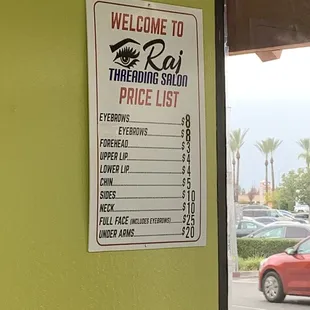 WELCOME TO
Raj
THREADING SALON
PRICE LIST
EYEBROWS $8
EYEBROWS $8
FOREHEAD $3
UPPER LIP $4
LOWER LIP $4
CHIN $5
SIDES $10
NECK $10
FULL FACE (INCLUDES EYEBROWS) $25
UNDER ARMS $20